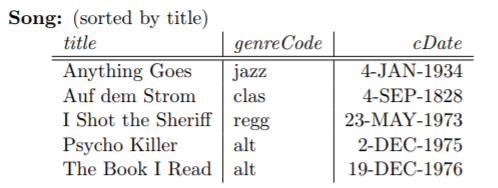 Song: (sorted by title)
title genreCode cDate
Anything Goes jazz 4-JAN-1934
Auf dem Strom clas 4-SEP-1828
I Shot the Sheriff regg 23-MAY-1973
Psycho Killer alt 2-DEC-1975
The Book I Read alt 19-DEC-1976